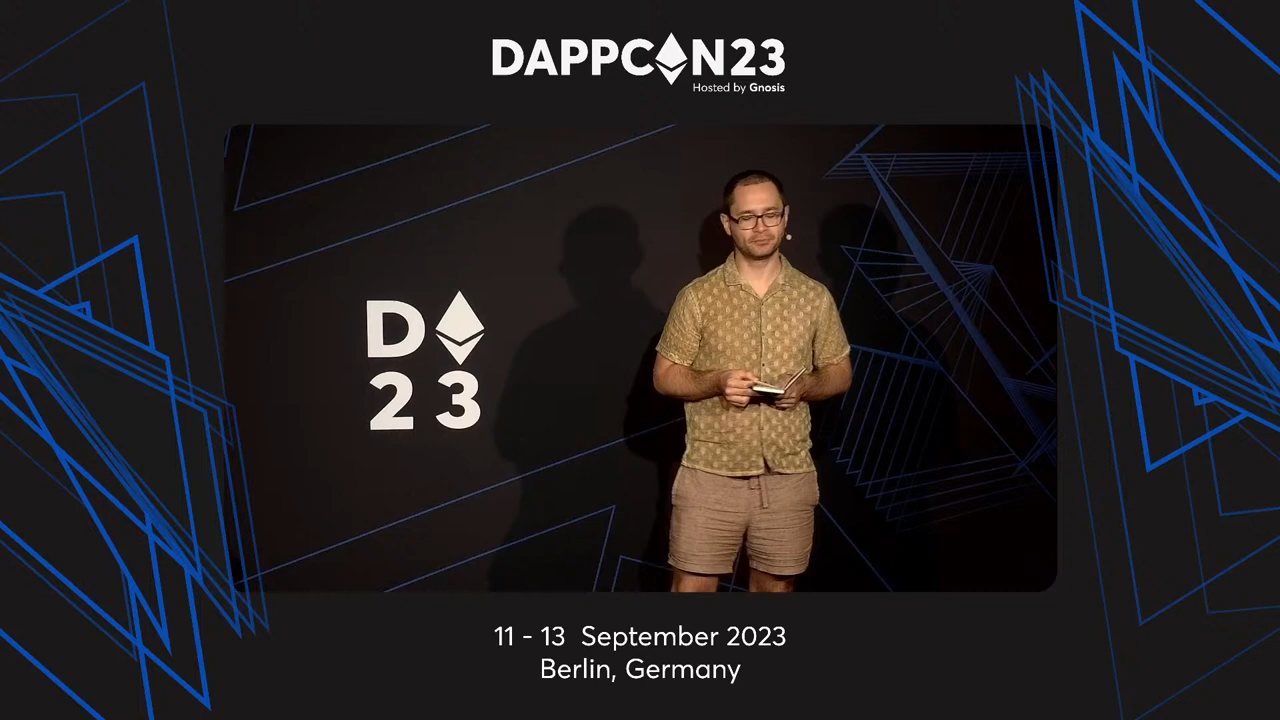 DAPPCON23
Hosted by Gnosis
D
23
11 - 13 September 2023
Berlin, Germany